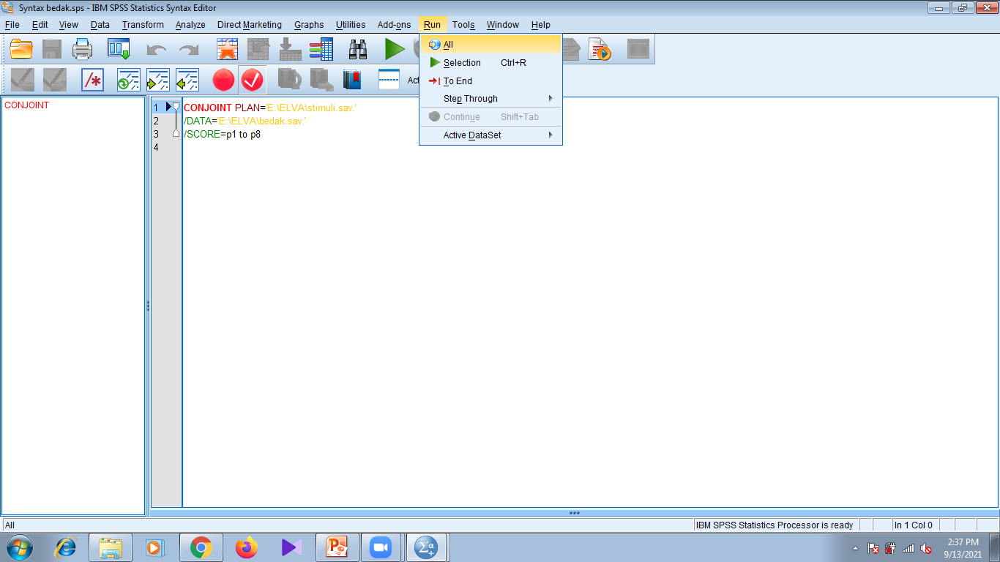 Syntax bedak.sps - IBM SPSS Statistics Syntax Editor
File Edit View Data Transform Analyze Direct Marketing Graphs Utilities Add-ons Run Tools Window Help
All
Selection Ctrl+R
To End
Step Through
Continue Shift+Tab
Active DataSet
/*
CONJOINT
1 CONJOINT PLAN='E:\ELVA\stimuli.sav.'
2 /DATA='E:\ELVA\bedak.sav.'
3 /SCORE=p1 to p8
4
All
IBM SPSS Statistics Processor is ready
In 1 Col 0
2:37 PM
9/13/2021